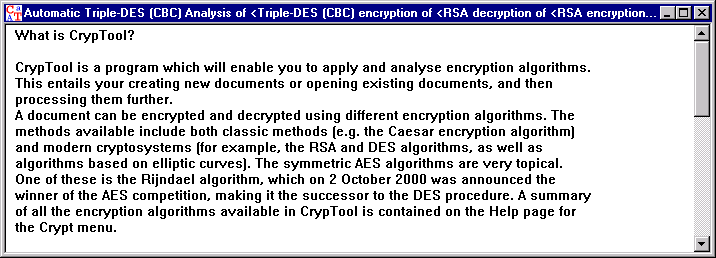 Automatic Triple-DES (CBC) Analysis of <Triple-DES (CBC) encryption of <RSA decryption of <RSA encryption...
What is CrypTool?
CrypTool is a program which will enable you to apply and analyse encryption algorithms.
This entails your creating new documents or opening existing documents, and then
processing them further.
A document can be encrypted and decrypted using different encryption algorithms. The
methods available include both classic methods (e.g. the Caesar encryption algorithm)
and modern cryptosystems (for example, the RSA and DES algorithms, as well as
algorithms based on elliptic curves). The symmetric AES algorithms are very topical.
One of these is the Rijndael algorithm, which on 2 October 2000 was announced the
winner of the AES competition, making it the successor to the DES procedure. A summary
of all the encryption algorithms available in CrypTool is contained on the Help page for
the Crypt menu.